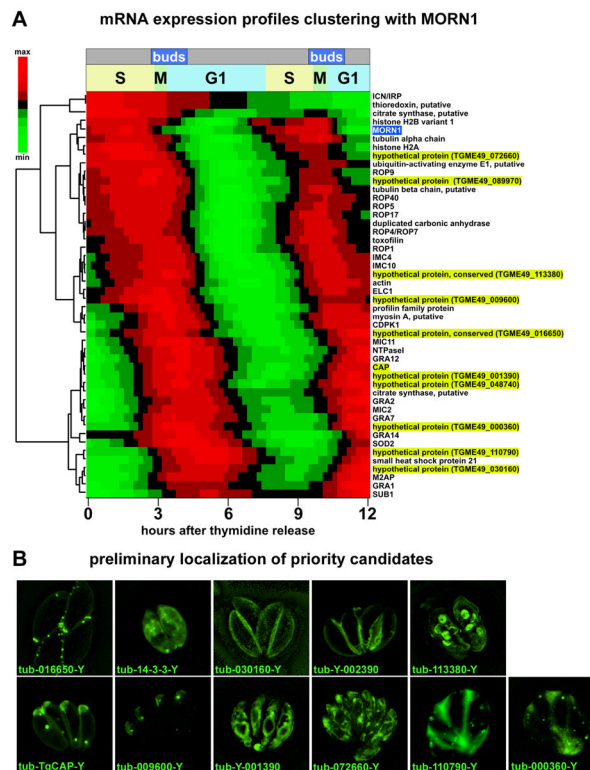 A mRNA expression profiles clustering with MORN1
max
min
buds buds
S M G1 S M G1
ICN/IRP
thioredoxin, putative
citrate synthase, putative
histone H2B variant 1
MORN1
tubulin alpha chain
histone H2A
hypothetical protein (TGME49_072660)
ubiquitin-activating enzyme E1, putative
ROP9
hypothetical protein (TGME49_089970)
tubulin beta chain, putative
ROP40
ROP5
ROP17
duplicated carbonic anhydrase
ROP4/ROP7
toxofilin
ROP1
IMC4
IMC10
hypothetical protein, conserved (TGME49_113380)
actin
ELC1
hypothetical protein (TGME49_009600)
profilin family protein
myosin A, putative
CDPK1
hypothetical protein, conserved (TGME49_016650)
MIC11
NTPaseI
GRA12
CAP
hypothetical protein (TGME49_001390)
hypothetical protein (TGME49_048740)
citrate synthase, putative
GRA2
MIC2
GRA7
hypothetical protein (TGME49_000360)
GRA14
SOD2
hypothetical protein (TGME49_110790)
small heat shock protein 21
hypothetical protein (TGME49_030160)
M2AP
GRA1
SUB1
0 3 6 9 12
hours after thymidine release
B preliminary localization of priority candidates
tub-016650-Y tub-14-3-3-Y tub-030160-Y tub-Y-002390 tub-113380-Y
tub-TgCAP-Y tub-009600-Y tub-Y-001390 tub-072660-Y tub-110790-Y tub-000360-Y